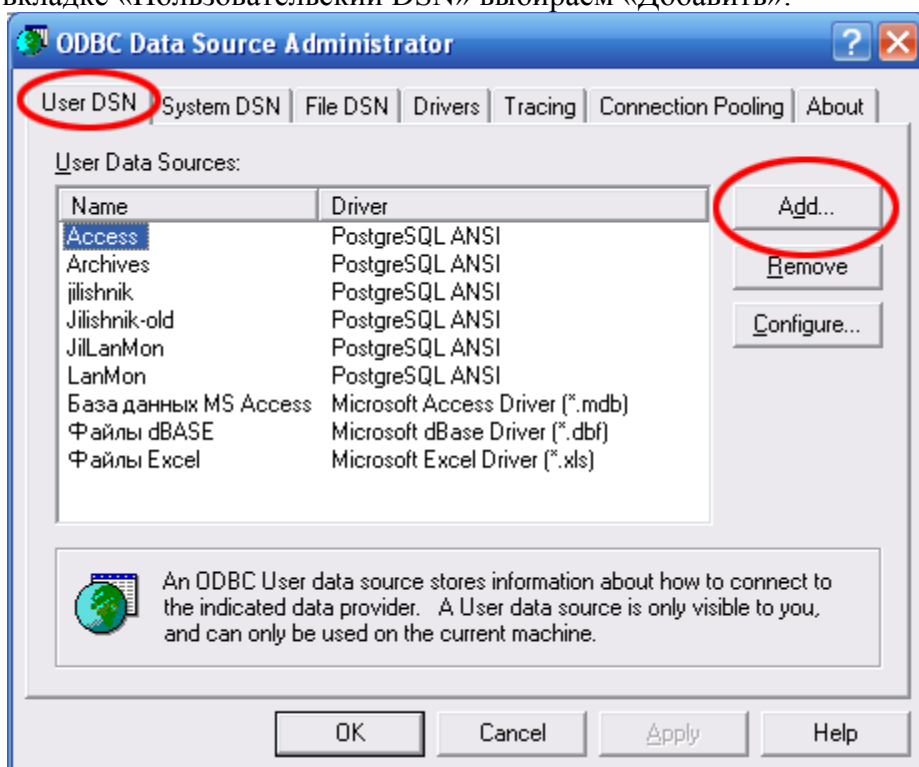 вкладке «Пользовательский DSN» выбираем «Добавить».
ODBC Data Source Administrator
User DSN System DSN File DSN Drivers Tracing Connection Pooling About
User Data Sources:
Name Driver
Add...
Access PostgreSQL ANSI
Archives PostgreSQL ANSI
Remove
jilishnik PostgreSQL ANSI
Jilishnik-old PostgreSQL ANSI
Configure...
JilLanMon PostgreSQL ANSI
LanMon PostgreSQL ANSI
База данных MS Access Microsoft Access Driver (*.mdb)
Файлы dBASE Microsoft dBase Driver (*.dbf)
Файлы Excel Microsoft Excel Driver (*.xls)
An ODBC User data source stores information about how to connect to
the indicated data provider. A User data source is only visible to you,
and can only be used on the current machine.
OK Cancel Apply Help